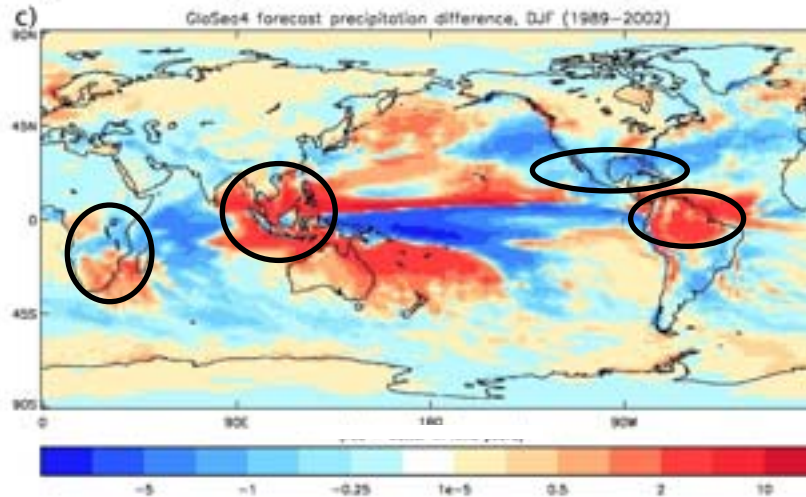 c)
GloSea4 forecast precipitation difference, DJF (1989−2002)
90N
45N
0
45S
90S
0 90E 180 90W
−5 −1 −0.25 1e−5 0.5 2 10